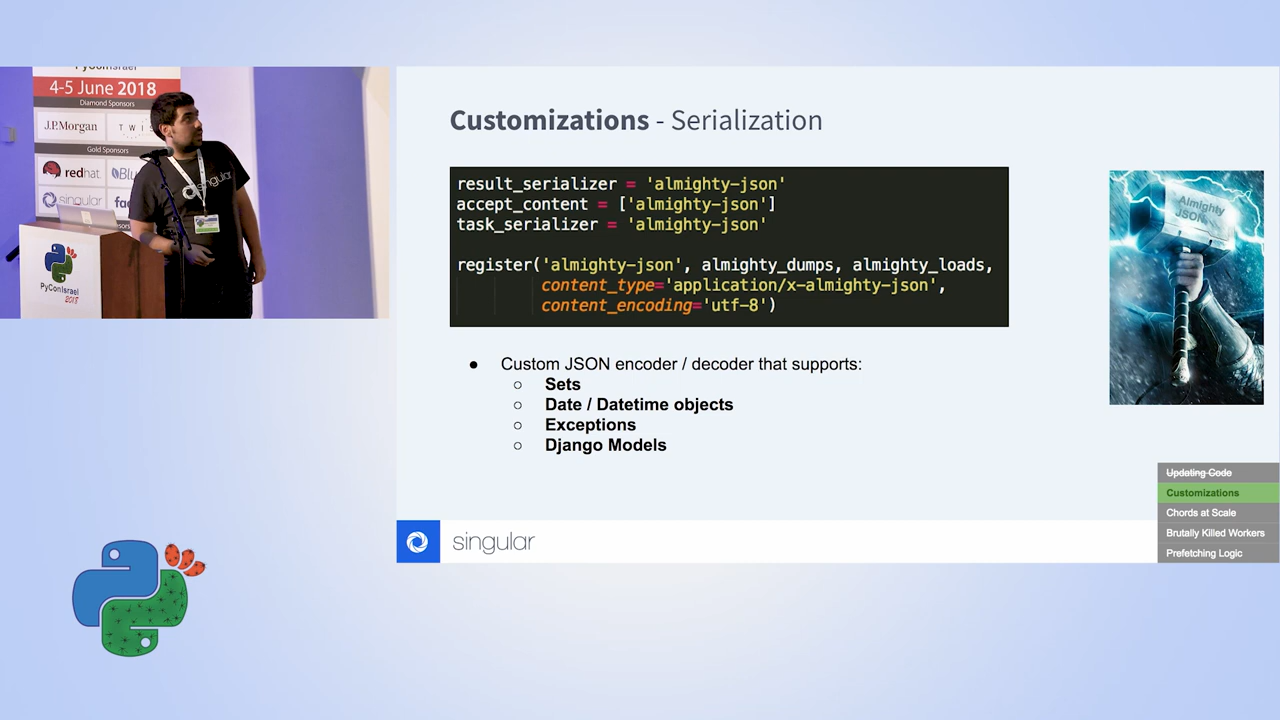 PyConIsrael
4-5 June 2018
Diamond Sponsors
J.P.Morgan
Gold Sponsors
redhat
singular
singular
PyConIsrael
2018
Customizations - Serialization
result_serializer = 'almighty-json'
accept_content = ['almighty-json']
task_serializer = 'almighty-json'
register('almighty-json', almighty_dumps, almighty_loads,
content_type='application/x-almighty-json',
content_encoding='utf-8')
Almighty
JSON
● Custom JSON encoder / decoder that supports:
○ Sets
○ Date / Datetime objects
○ Exceptions
○ Django Models
Updating Code
Customizations
Chords at Scale
Brutally Killed Workers
Prefetching Logic
singular